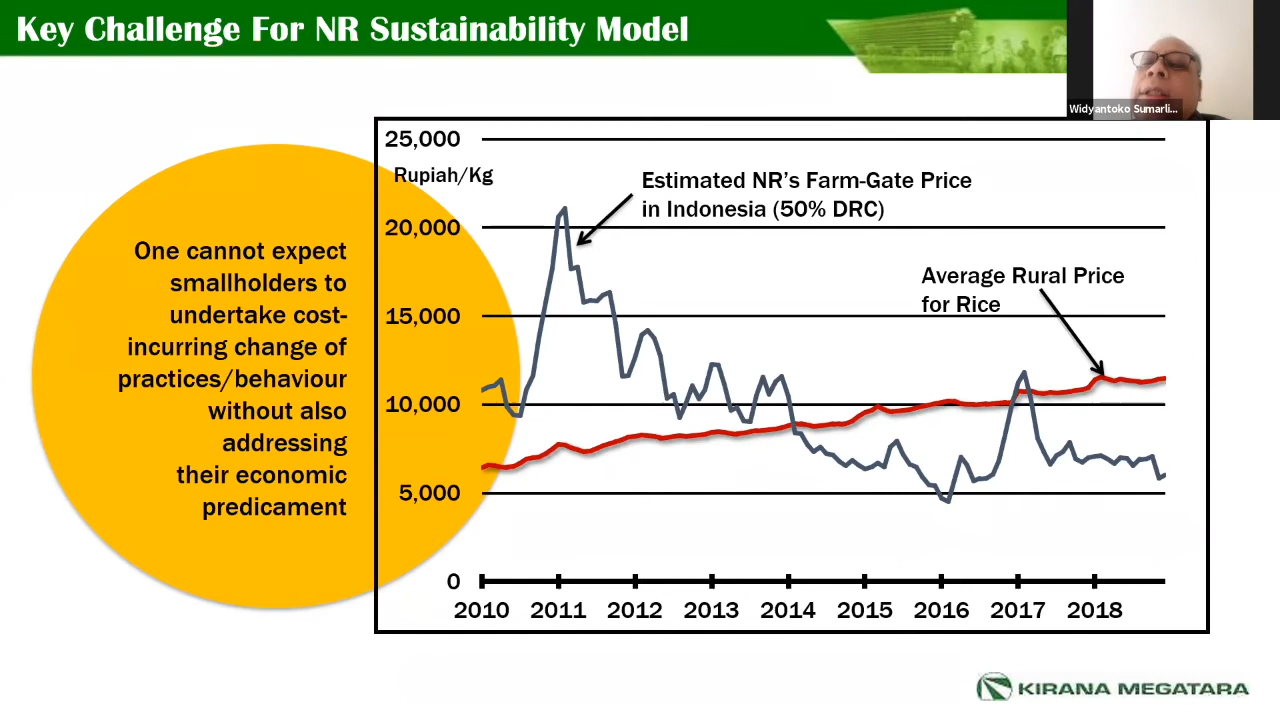 Key Challenge For NR Sustainability Model
Widyantoko Sumarli...
One cannot expect
smallholders to
undertake cost-
incurring change of
practices/behaviour
without also
addressing
their economic
predicament
25,000
Rupiah/Kg
20,000
15,000
10,000
5,000
0
Estimated NR's Farm-Gate Price
in Indonesia (50% DRC)
Average Rural Price
for Rice
2010 2011 2012 2013 2014 2015 2016 2017 2018
KIRANA MEGATARA